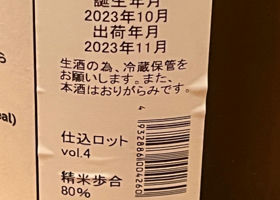 誕生年月
2023年10月
出荷年月
2023年11月
生酒の為、冷蔵保管を
お願いします。また、
本酒はおりがらみです。
仕込ロット
vol.4
精米歩合
80%
4932886004260